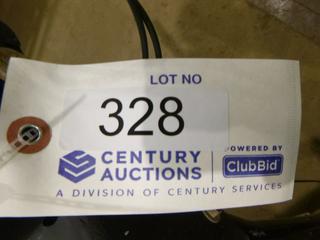 LOT NO
328
CENTURY
AUCTIONS
POWERED BY
ClubBid
A DIVISION OF CENTURY SERVICES